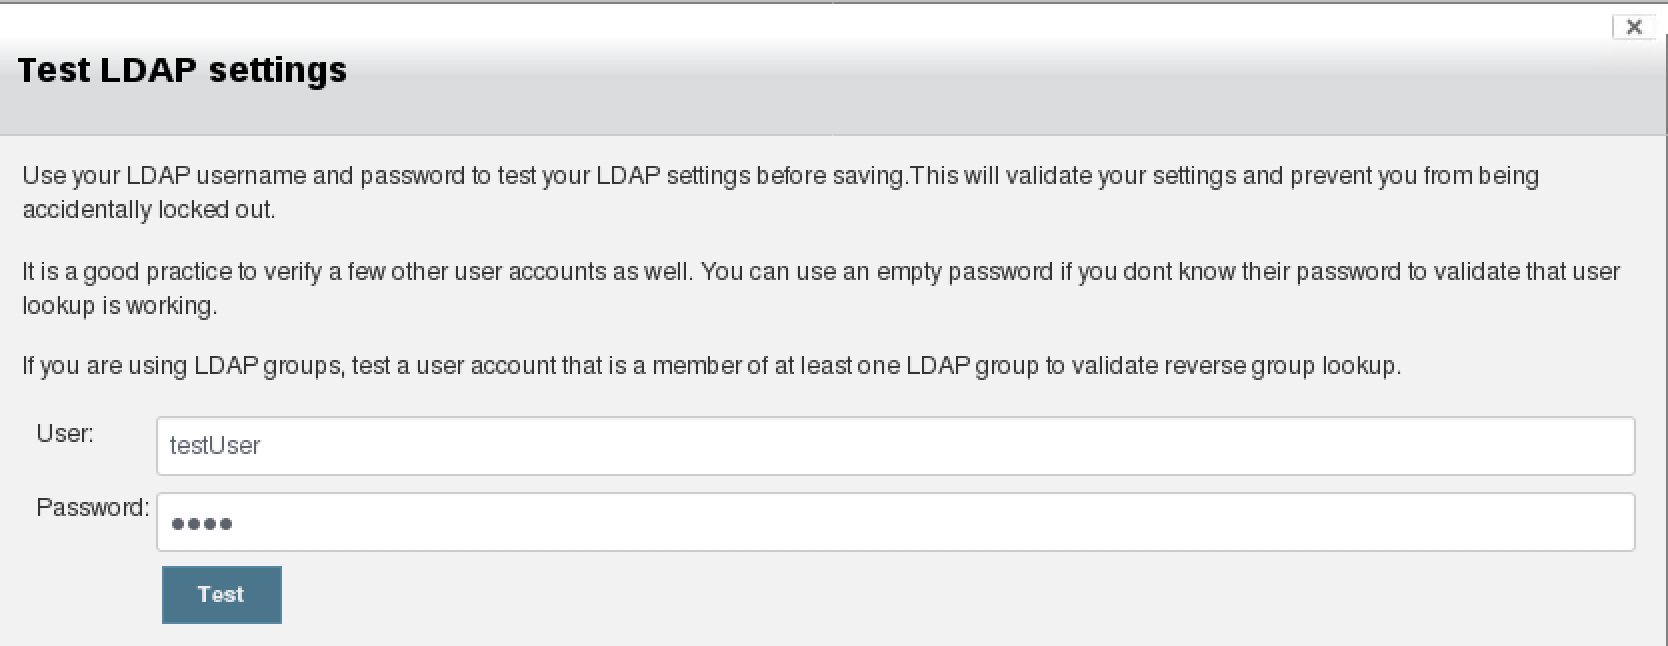 Test LDAP settings
Use your LDAP username and password to test your LDAP settings before saving.This will validate your settings and prevent you from being
accidentally locked out.
It is a good practice to verify a few other user accounts as well. You can use an empty password if you dont know their password to validate that user
lookup is working.
If you are using LDAP groups, test a user account that is a member of at least one LDAP group to validate reverse group lookup.
User: testUser
Password: ••••
Test